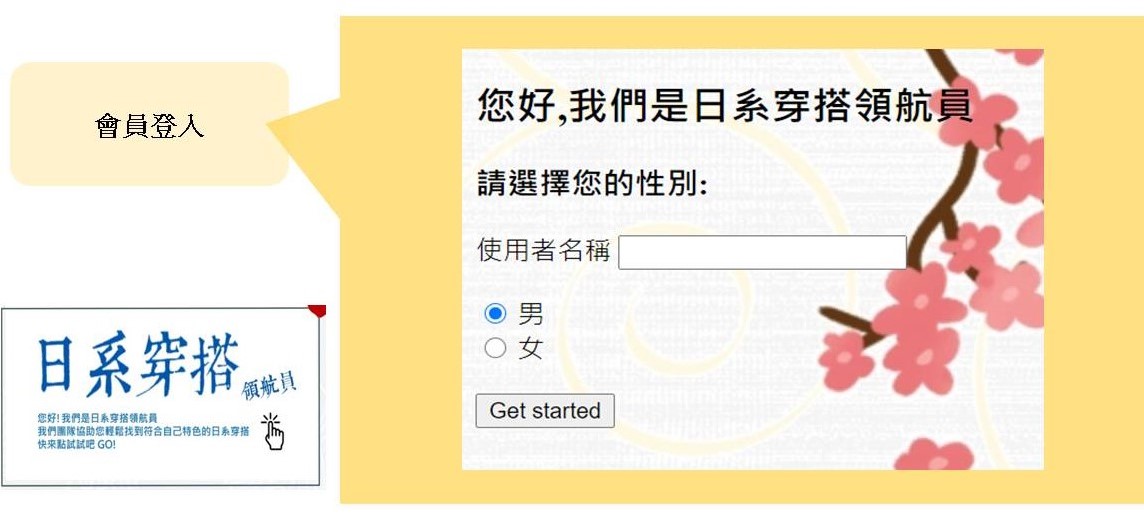 會員登入
您好,我們是日系穿搭領航員
請選擇您的性別:
使用者名稱
男
女
Get started
日系穿搭
領航員
您好! 我們是日系穿搭領航員
我們團隊協助您輕鬆找到符合自己特色的日系穿搭
快來點試試吧 GO!